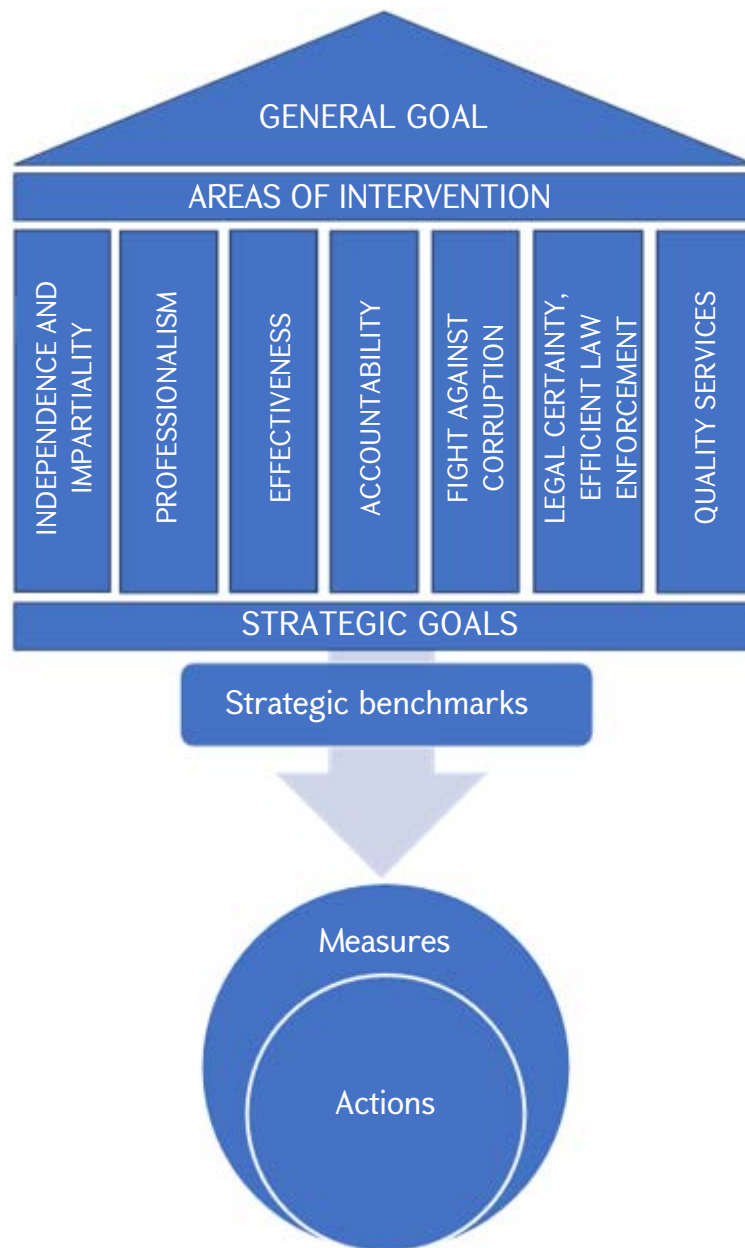 GENERAL GOAL
AREAS OF INTERVENTION
INDEPENDENCE AND
IMPARTIALITY
PROFESSIONALISM
EFFECTIVENESS
ACCOUNTABILITY
FIGHT AGAINST
CORRUPTION
LEGAL CERTAINTY,
EFFICIENT LAW
ENFORCEMENT
QUALITY SERVICES
STRATEGIC GOALS
Strategic benchmarks
Measures
Actions